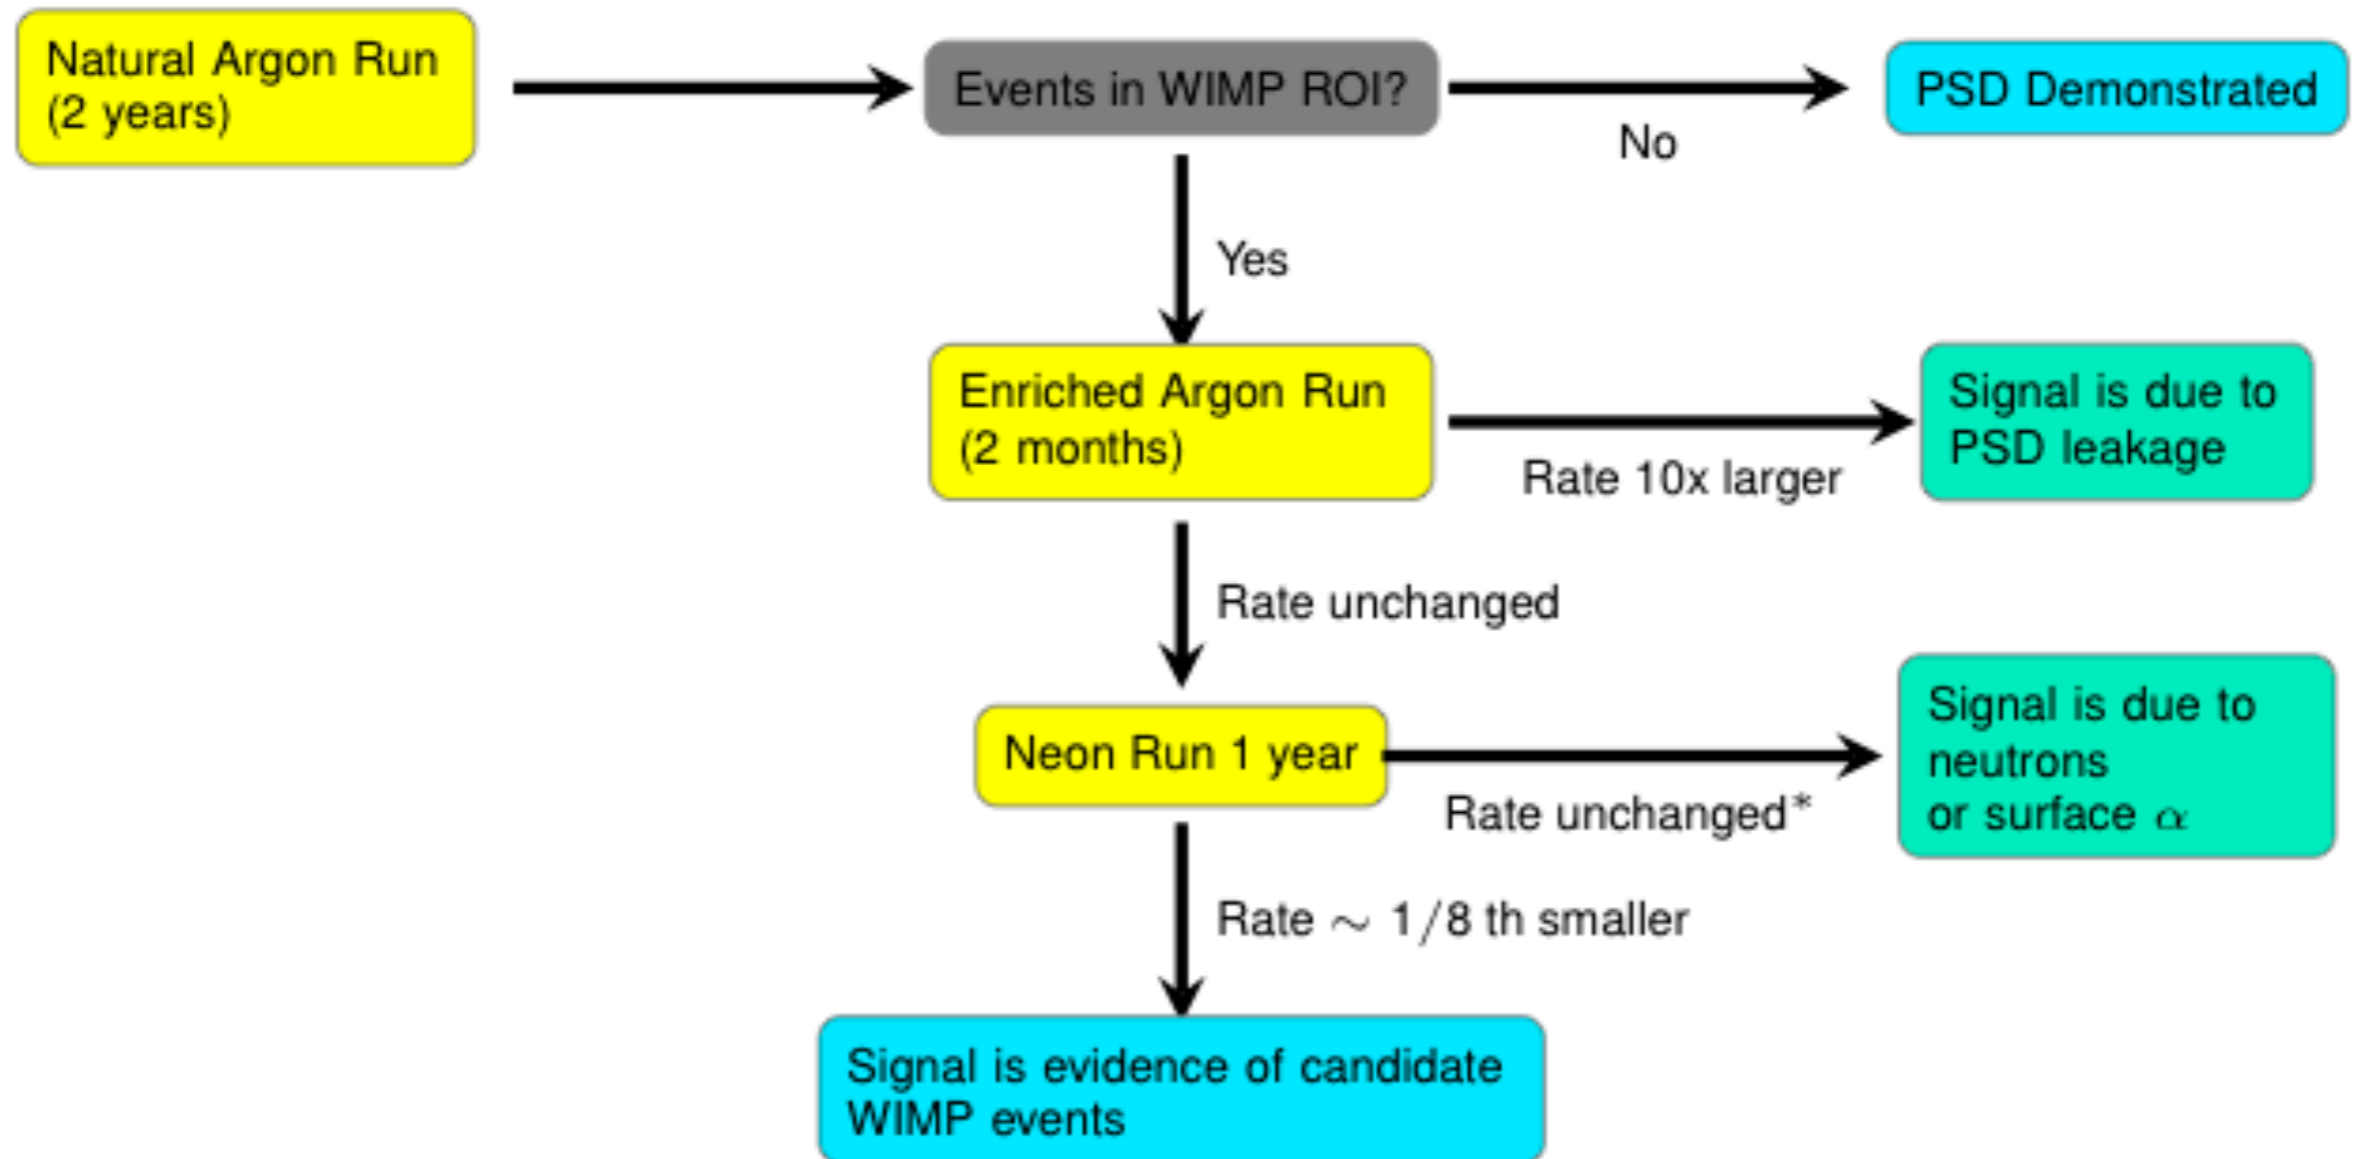 Natural Argon Run
(2 years)
Events in WIMP ROI?
PSD Demonstrated
No
Yes
Enriched Argon Run
(2 months)
Signal is due to
PSD leakage
Rate 10x larger
Rate unchanged
Neon Run 1 year
Signal is due to
neutrons
or surface α
Rate unchanged*
Rate ∼ 1/8 th smaller
Signal is evidence of candidate
WIMP events